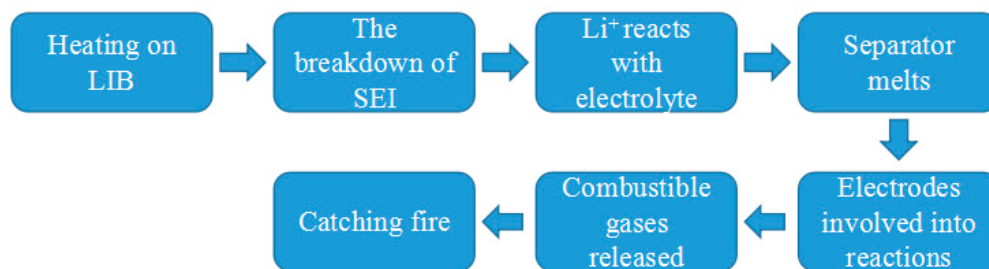 Heating on
LIB
The
breakdown of
SEI
Li⁺ reacts
with
electrolyte
Separator
melts
Electrodes
involved into
reactions
Combustible
gases
released
Catching fire